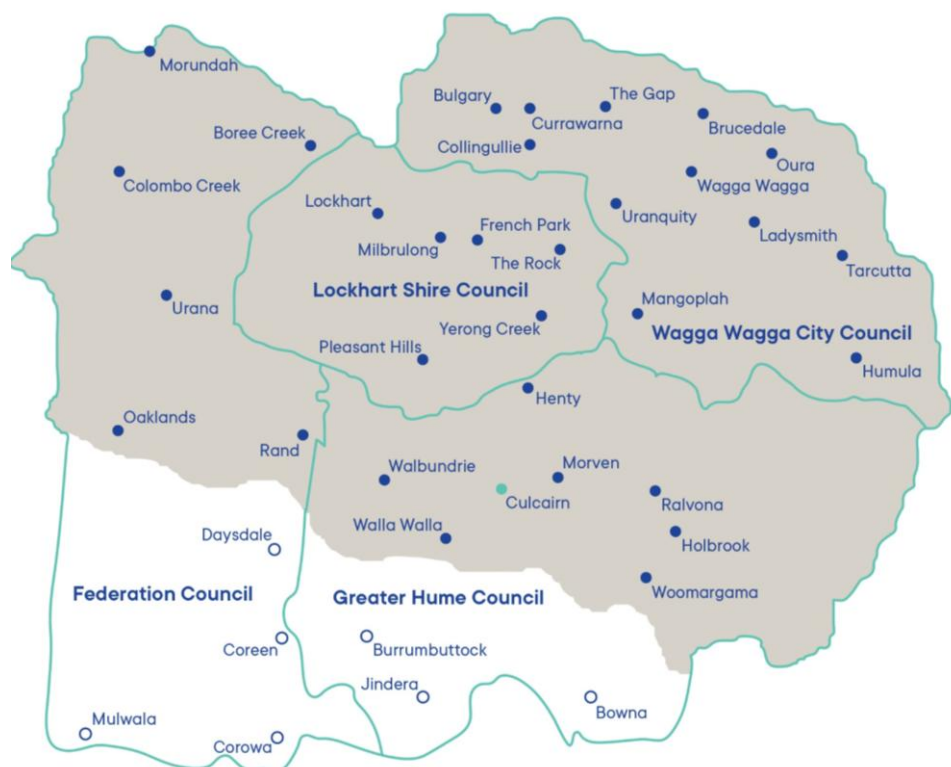 Morundah
Bulgary
The Gap
Currawarna
Brucedale
Boree Creek
Collingullie
Oura
Colombo Creek
Wagga Wagga
Lockhart
Uranquity
French Park
Ladysmith
Milbrulong
The Rock
Tarcutta
Lockhart Shire Council
Urana
Mangoplah
Yerong Creek
Wagga Wagga City Council
Pleasant Hills
Humula
Henty
Oaklands
Rand
Walbundrie
Morven
Culcairn
Ralvona
Walla Walla
Daysdale
Holbrook
Federation Council
Greater Hume Council
Woomargama
Coreen
Burrumbuttock
Jindera
Bowna
Mulwala
Corowa